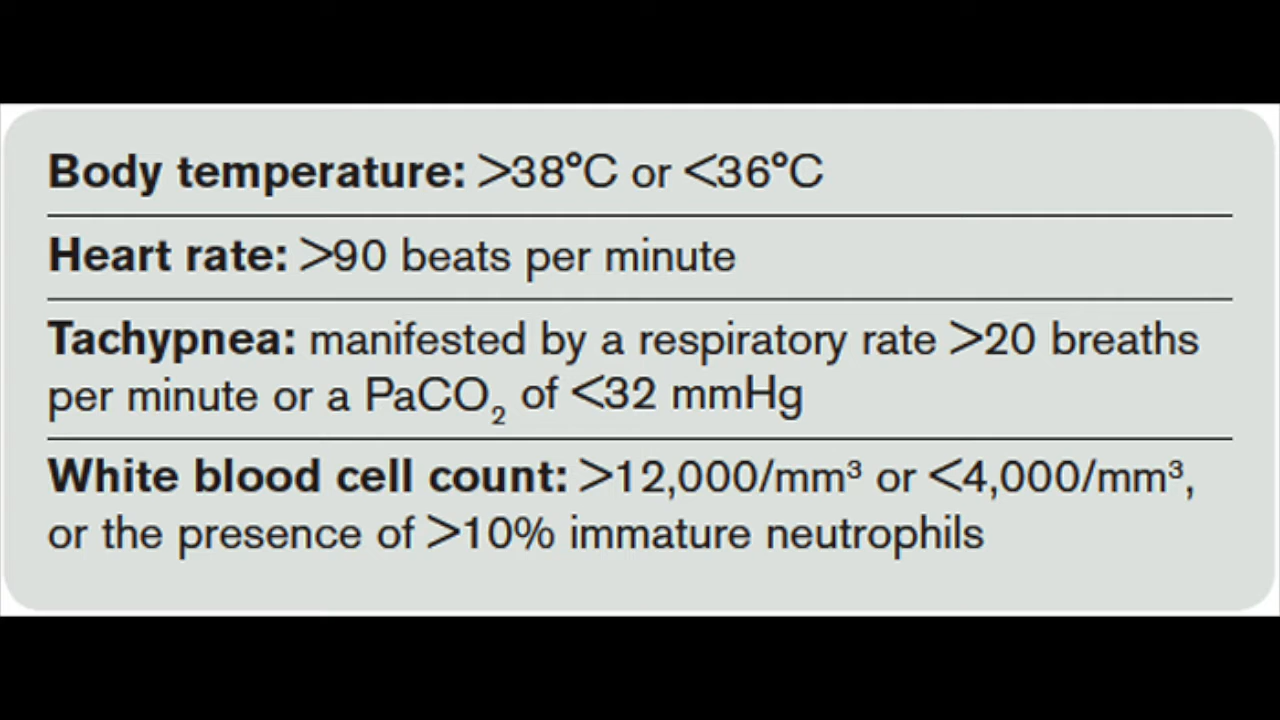 Body temperature: >38°C or <36°C
Heart rate: >90 beats per minute
Tachypnea: manifested by a respiratory rate >20 breaths
per minute or a PaCO₂ of <32 mmHg
White blood cell count: >12,000/mm³ or <4,000/mm³,
or the presence of >10% immature neutrophils